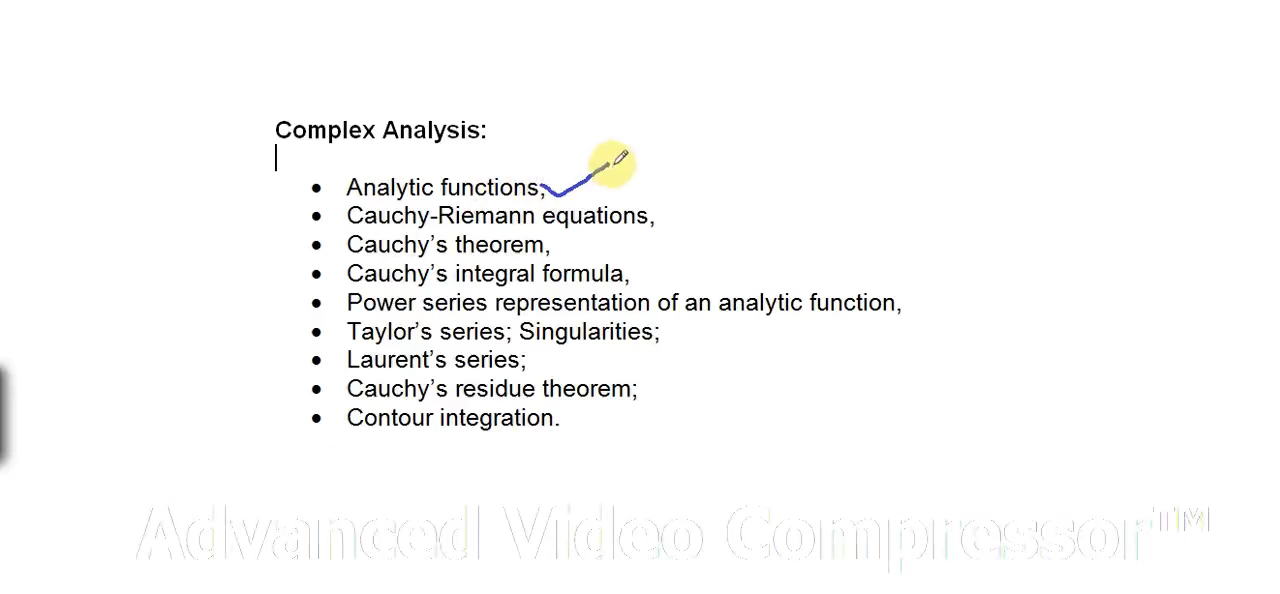 Complex Analysis:
• Analytic functions,
• Cauchy-Riemann equations,
• Cauchy’s theorem,
• Cauchy’s integral formula,
• Power series representation of an analytic function,
• Taylor’s series; Singularities;
• Laurent’s series;
• Cauchy’s residue theorem;
• Contour integration.
Advanced Video Compressor™